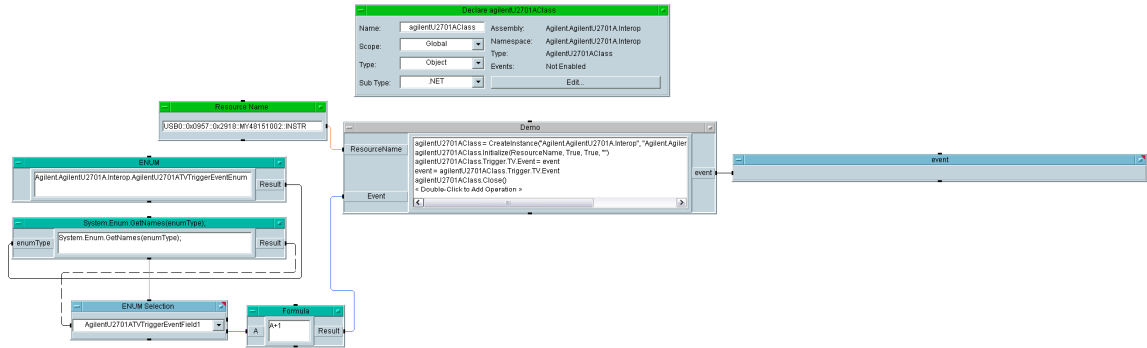 Declare agilentU2701AClass
Name: agilentU2701AClass Assembly: Agilent.AgilentU2701A.Interop
Scope: Global Namespace: Agilent.AgilentU2701A.Interop
Type: Object Type: AgilentU2701AClass
Events: Not Enabled
Sub Type: .NET Edit...
Resource Name
USB0::0x0957::0x2918::MY48151002::INSTR
Demo
ResourceName
Event
agilentU2701AClass = CreateInstance("Agilent.AgilentU2701A.Interop", "Agilent.Agilen
agilentU2701AClass.Initialize(ResourceName, True, True, "")
agilentU2701AClass.Trigger.TV.Event = event
event = agilentU2701AClass.Trigger.TV.Event
agilentU2701AClass.Close()
< Double-Click to Add Operation >
event
event
ENUM
Agilent.AgilentU2701A.Interop.AgilentU2701ATVTriggerEventEnum
Result
System.Enum.GetNames(enumType);
enumType
System.Enum.GetNames(enumType);
Result
ENUM Selection
AgilentU2701ATVTriggerEventField1
Formula
A
A+1
Result